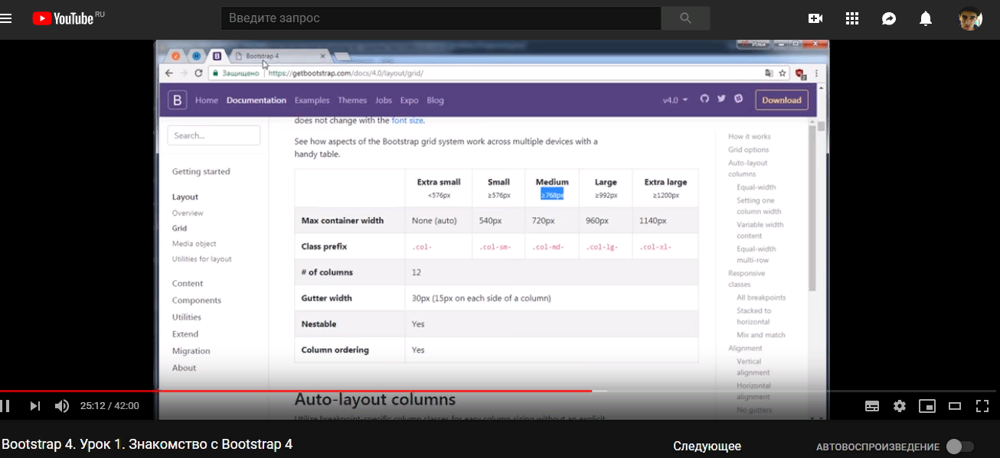 YouTube RU
Введите запрос
Bootstrap 4
Защищено https://getbootstrap.com/docs/4.0/layout/grid/
B Home Documentation Examples Themes Jobs Expo Blog v4.0 Download
does not change with the font size.
See how aspects of the Bootstrap grid system work across multiple devices with a
handy table.
Search...
Getting started
Layout
Overview
Grid
Media object
Utilities for layout
Content
Components
Utilities
Extend
Migration
About
Extra small Small Medium Large Extra large
<576px ≥576px ≥768px ≥992px ≥1200px
Max container width None (auto) 540px 720px 960px 1140px
Class prefix .col- .col-sm- .col-md- .col-lg- .col-xl-
# of columns 12
Gutter width 30px (15px on each side of a column)
Nestable Yes
Column ordering Yes
Auto-layout columns
Utilize breakpoint-specific column classes for easy column sizing without an explicit
How it works
Grid options
Auto-layout
columns
Equal-width
Setting one
column width
Variable width
content
Equal-width
multi-row
Responsive
classes
All breakpoints
Stacked to
horizontal
Mix and match
Alignment
Vertical
alignment
Horizontal
alignment
No gutters
25:12 / 42:00
Bootstrap 4. Урок 1. Знакомство с Bootstrap 4
Следующее
АВТОВОСПРОИЗВЕДЕНИЕ